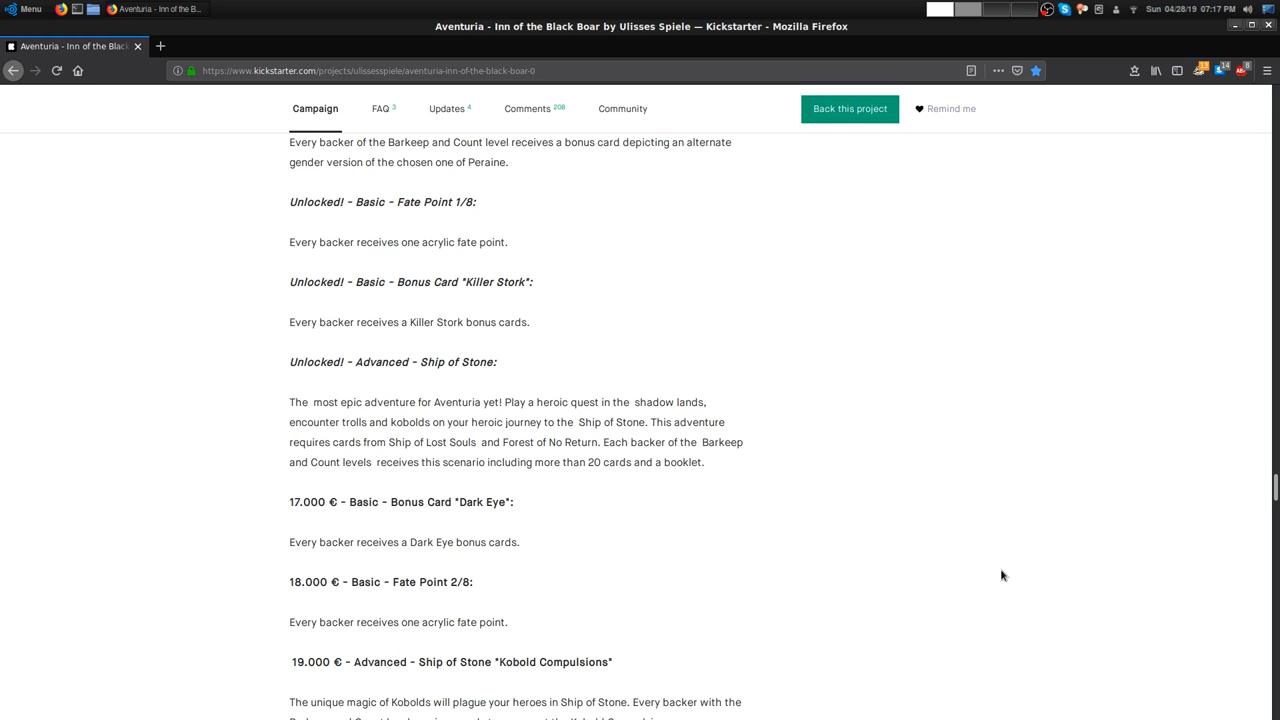 Menu
Aventuria - Inn of the B...
Sun 04/28/19 07:17 PM
Aventuria - Inn of the Black Boar by Ulisses Spiele — Kickstarter - Mozilla Firefox
Aventuria - Inn of the Black
https://www.kickstarter.com/projects/ulissesspiele/aventuria-inn-of-the-black-boar-0
Campaign
FAQ 3
Updates 4
Comments 208
Community
Back this project
Remind me
Every backer of the Barkeep and Count level receives a bonus card depicting an alternate
gender version of the chosen one of Peraine.
Unlocked! - Basic - Fate Point 1/8:
Every backer receives one acrylic fate point.
Unlocked! - Basic - Bonus Card "Killer Stork":
Every backer receives a Killer Stork bonus cards.
Unlocked! - Advanced - Ship of Stone:
The most epic adventure for Aventuria yet! Play a heroic quest in the shadow lands,
encounter trolls and kobolds on your heroic journey to the Ship of Stone. This adventure
requires cards from Ship of Lost Souls and Forest of No Return. Each backer of the Barkeep
and Count levels receives this scenario including more than 20 cards and a booklet.
17.000 € - Basic - Bonus Card "Dark Eye":
Every backer receives a Dark Eye bonus cards.
18.000 € - Basic - Fate Point 2/8:
Every backer receives one acrylic fate point.
19.000 € - Advanced - Ship of Stone "Kobold Compulsions"
The unique magic of Kobolds will plague your heroes in Ship of Stone. Every backer with the